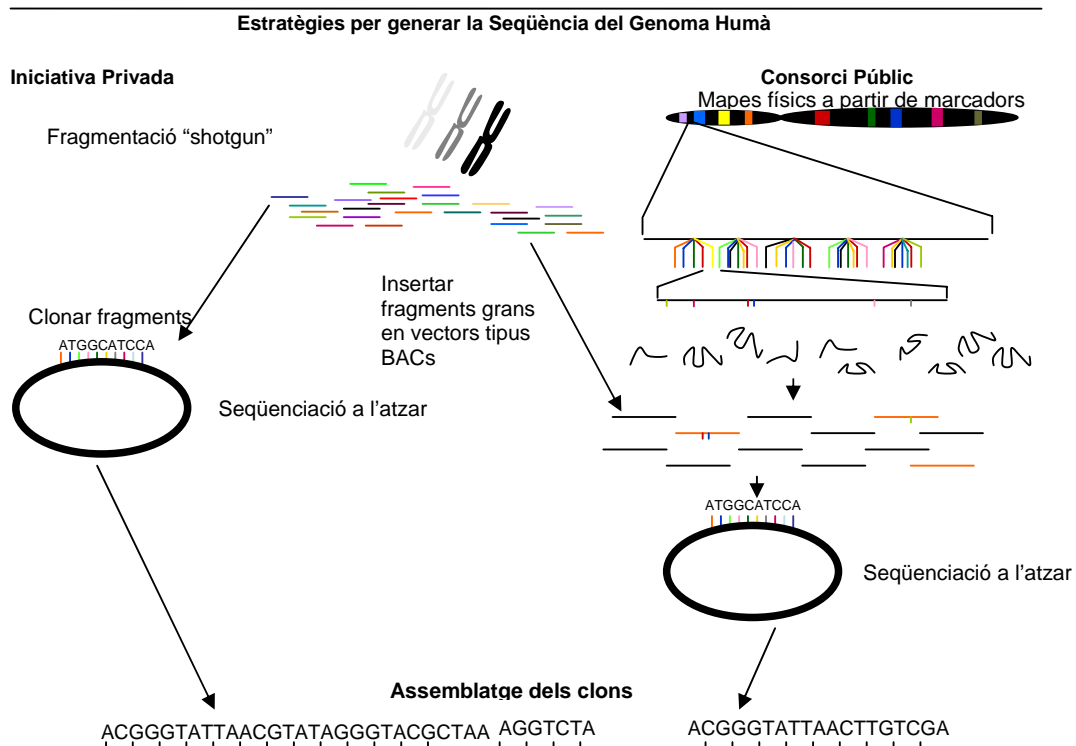 Estratègies per generar la Seqüència del Genoma Humà
Iniciativa Privada
Consorci Públic
Mapes físics a partir de marcadors
Fragmentació “shotgun”
Insertar
fragments grans
en vectors tipus
BACs
Clonar fragments
ATGGCATCCA
Seqüenciació a l’atzar
ATGGCATCCA
Seqüenciació a l’atzar
Assemblatge dels clons
ACGGGTATTAACGTATAGGGTACGCTAA AGGTCTA
ACGGGTATTAACTTGTCGA